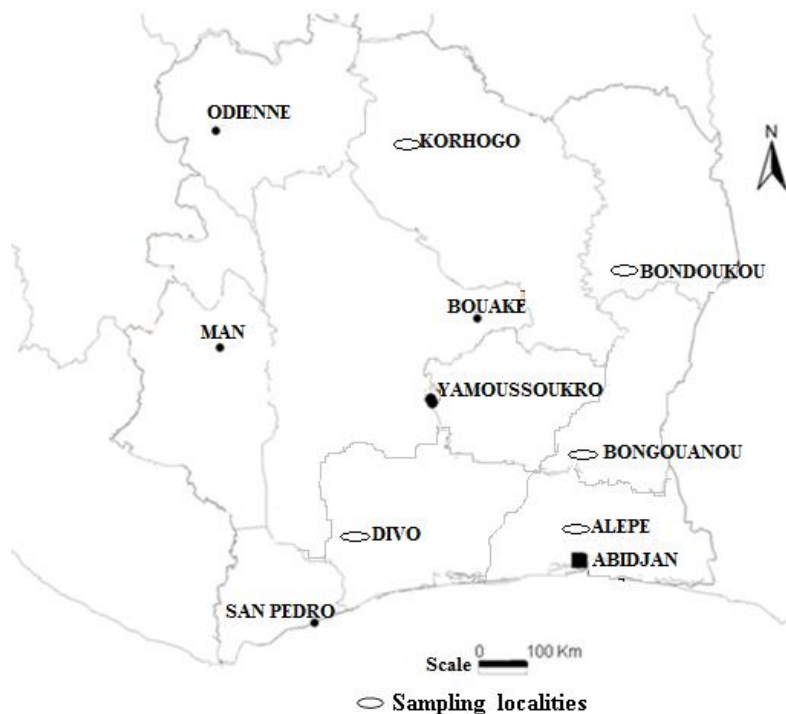 ODIENNE
KORHOGO
N
BONDOUKOU
BOUAKE
MAN
YAMOUSSOUKRO
BONGOUANOU
DIVO
ALEPE
ABIDJAN
SAN PEDRO
0 100 Km
Scale
Sampling localities